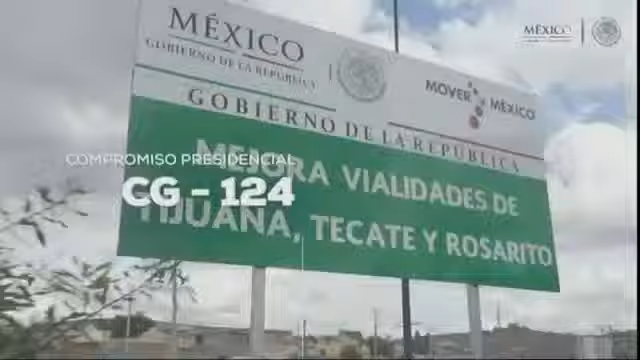 MÉXICO
GOBIERNO DE LA REPÚBLICA
MOVER
MÉXICO
GOBIERNO DE LA REPÚBLICA
MEJORA VIALIDADES DE
TIJUANA, TECATE Y ROSARITO
COMPROMISO PRESIDENCIAL
CG – 124
MÉXICO